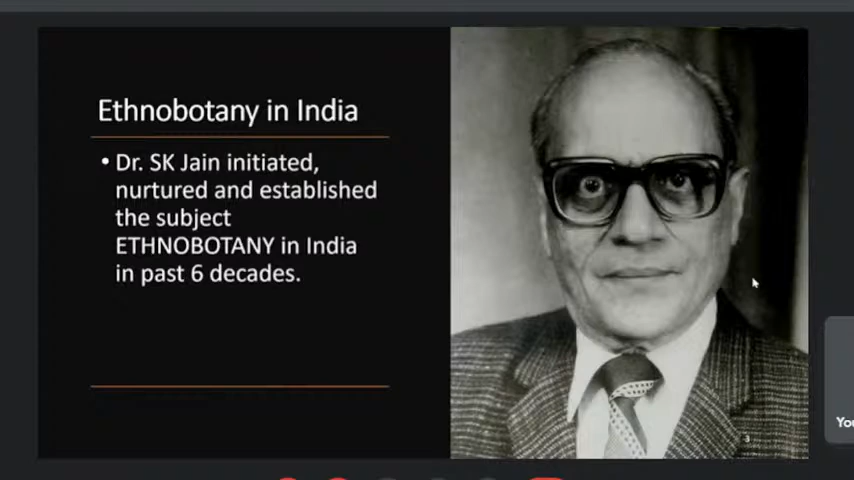 Ethnobotany in India
• Dr. SK Jain initiated,
nurtured and established
the subject
ETHNOBOTANY in India
in past 6 decades.
3